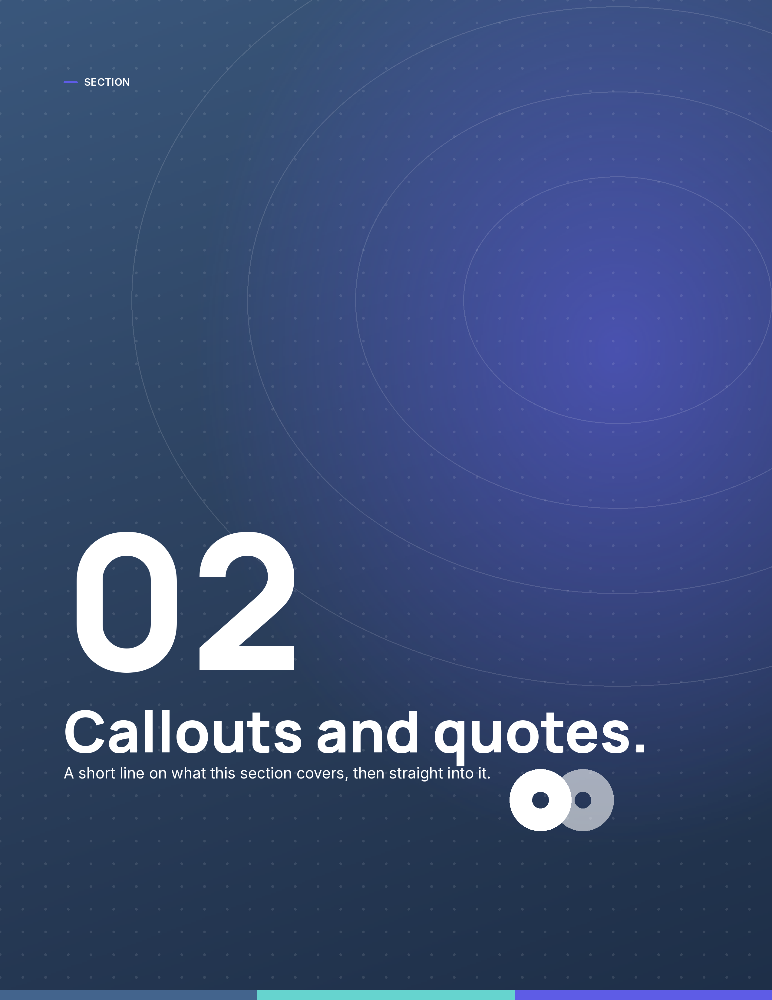 SECTION
02
Callouts and quotes.
A short line on what this section covers, then straight into it.